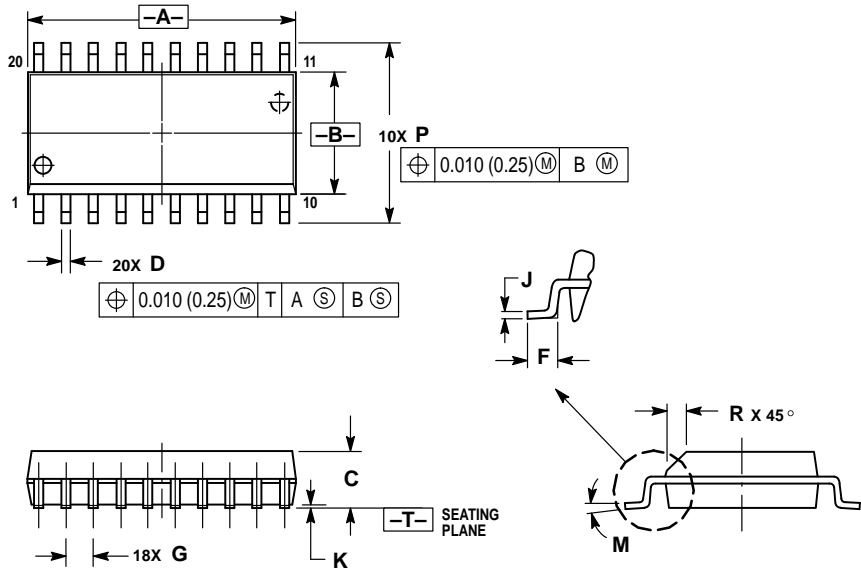 –A–
20
11
–B–
10X P
⌖ 0.010 (0.25) Ⓜ B Ⓜ
1
10
20X D
⌖ 0.010 (0.25) Ⓜ T A Ⓢ B Ⓢ
J
F
R X 45°
C
–T– SEATING
PLANE
18X G
K
M